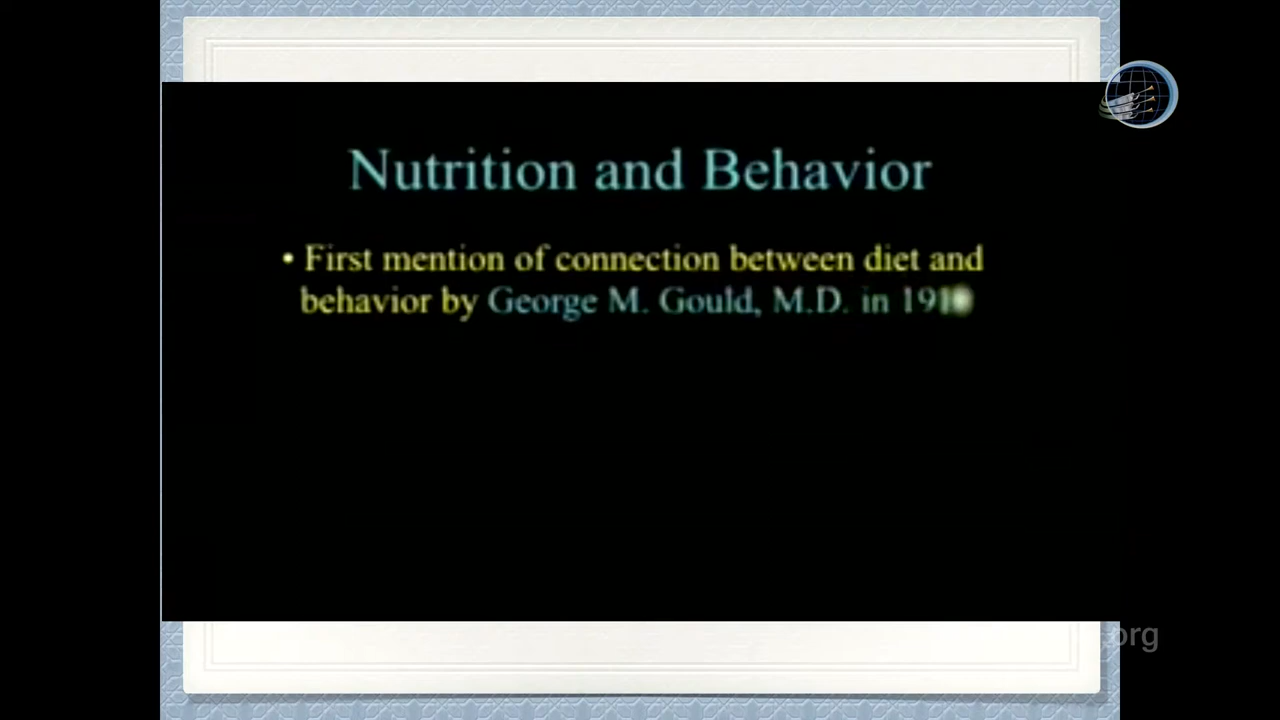 Nutrition and Behavior
• First mention of connection between diet and
behavior by George M. Gould, M.D. in
org